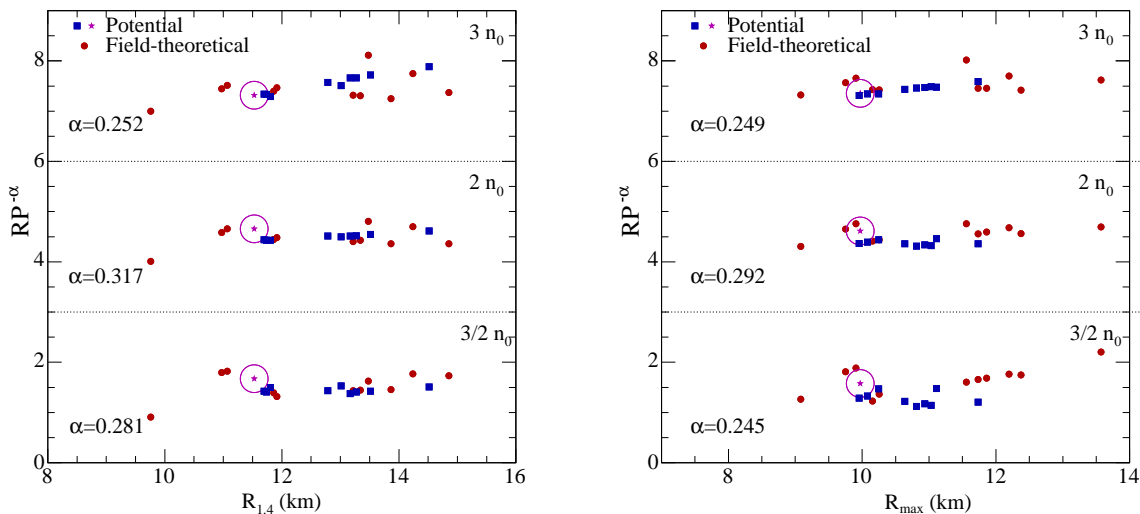 Potential
Field-theoretical
3 n0
α=0.252
2 n0
α=0.317
3/2 n0
α=0.281
RP^-α
8
6
4
2
0
8 10 12 14 16
R1.4 (km)
Potential
Field-theoretical
3 n0
α=0.249
2 n0
α=0.292
3/2 n0
α=0.245
RP^-α
8
6
4
2
0
8 10 12 14
Rmax (km)